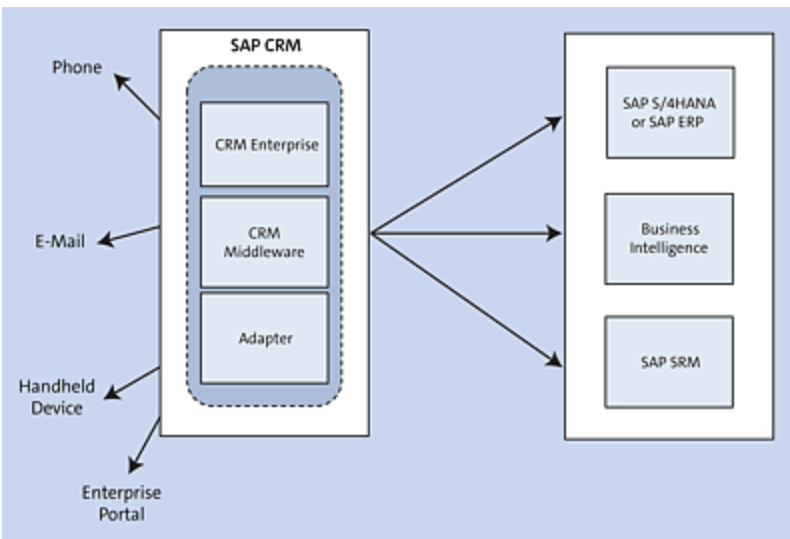 SAP CRM
Phone
E-Mail
Handheld
Device
Enterprise
Portal
CRM Enterprise
CRM
Middleware
Adapter
SAP S/4HANA
or SAP ERP
Business
Intelligence
SAP SRM